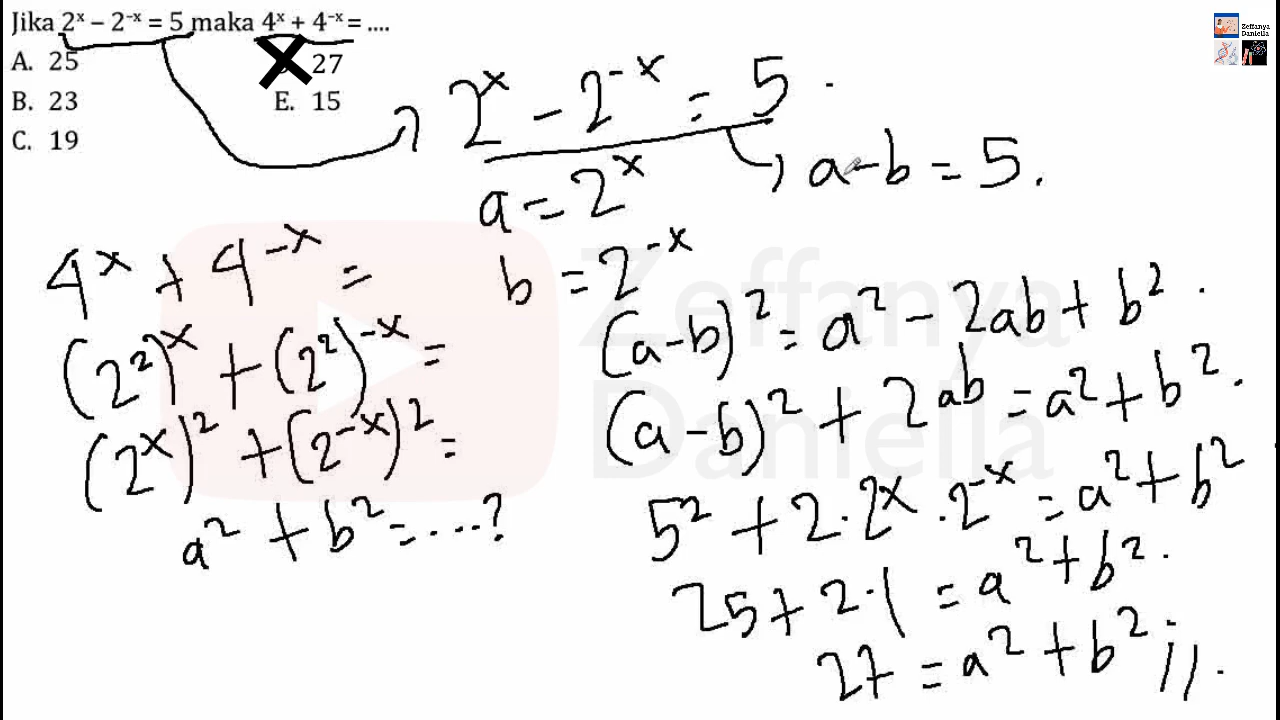 Jika 2ˣ – 2⁻ˣ = 5 maka 4ˣ + 4⁻ˣ = ....
A. 25
27
B. 23
E. 15
C. 19
2ˣ - 2⁻ˣ = 5.
a = 2ˣ
a-b = 5.
b = 2⁻ˣ
4ˣ + 4⁻ˣ =
(2²)ˣ + (2²)⁻ˣ =
(2ˣ)² + (2⁻ˣ)² =
a² + b² = ...?
(a-b)² = a² - 2ab + b².
(a-b)² + 2ab = a² + b².
5² + 2·2ˣ·2⁻ˣ = a² + b²
25 + 2·1 = a² + b².
27 = a² + b² //.
Zeffanya
Daniella
Zeffanya
Daniella